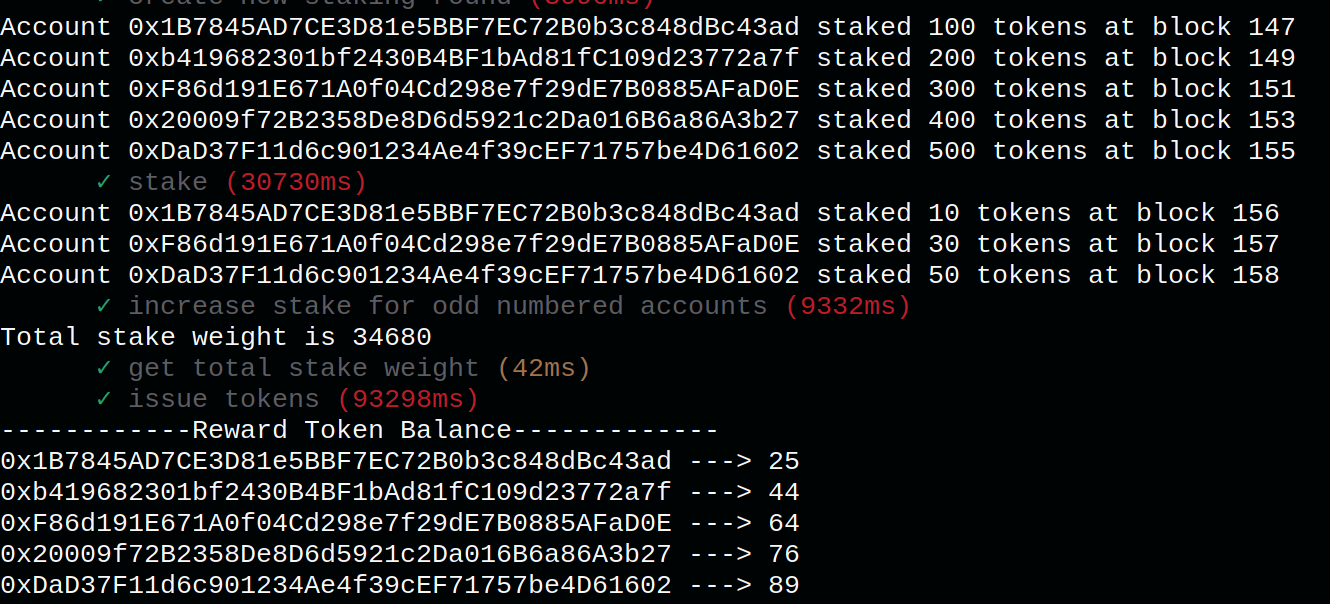 ✓ create new staking round (3090ms)
Account 0x1B7845AD7CE3D81e5BBF7EC72B0b3c848dBc43ad staked 100 tokens at block 147
Account 0xb419682301bf2430B4BF1bAd81fC109d23772a7f staked 200 tokens at block 149
Account 0xF86d191E671A0f04Cd298e7f29dE7B0885AFaD0E staked 300 tokens at block 151
Account 0x20009f72B2358De8D6d5921c2Da016B6a86A3b27 staked 400 tokens at block 153
Account 0xDaD37F11d6c901234Ae4f39cEF71757be4D61602 staked 500 tokens at block 155
✓ stake (30730ms)
Account 0x1B7845AD7CE3D81e5BBF7EC72B0b3c848dBc43ad staked 10 tokens at block 156
Account 0xF86d191E671A0f04Cd298e7f29dE7B0885AFaD0E staked 30 tokens at block 157
Account 0xDaD37F11d6c901234Ae4f39cEF71757be4D61602 staked 50 tokens at block 158
✓ increase stake for odd numbered accounts (9332ms)
Total stake weight is 34680
✓ get total stake weight (42ms)
✓ issue tokens (93298ms)
------------Reward Token Balance-------------
0x1B7845AD7CE3D81e5BBF7EC72B0b3c848dBc43ad ---> 25
0xb419682301bf2430B4BF1bAd81fC109d23772a7f ---> 44
0xF86d191E671A0f04Cd298e7f29dE7B0885AFaD0E ---> 64
0x20009f72B2358De8D6d5921c2Da016B6a86A3b27 ---> 76
0xDaD37F11d6c901234Ae4f39cEF71757be4D61602 ---> 89